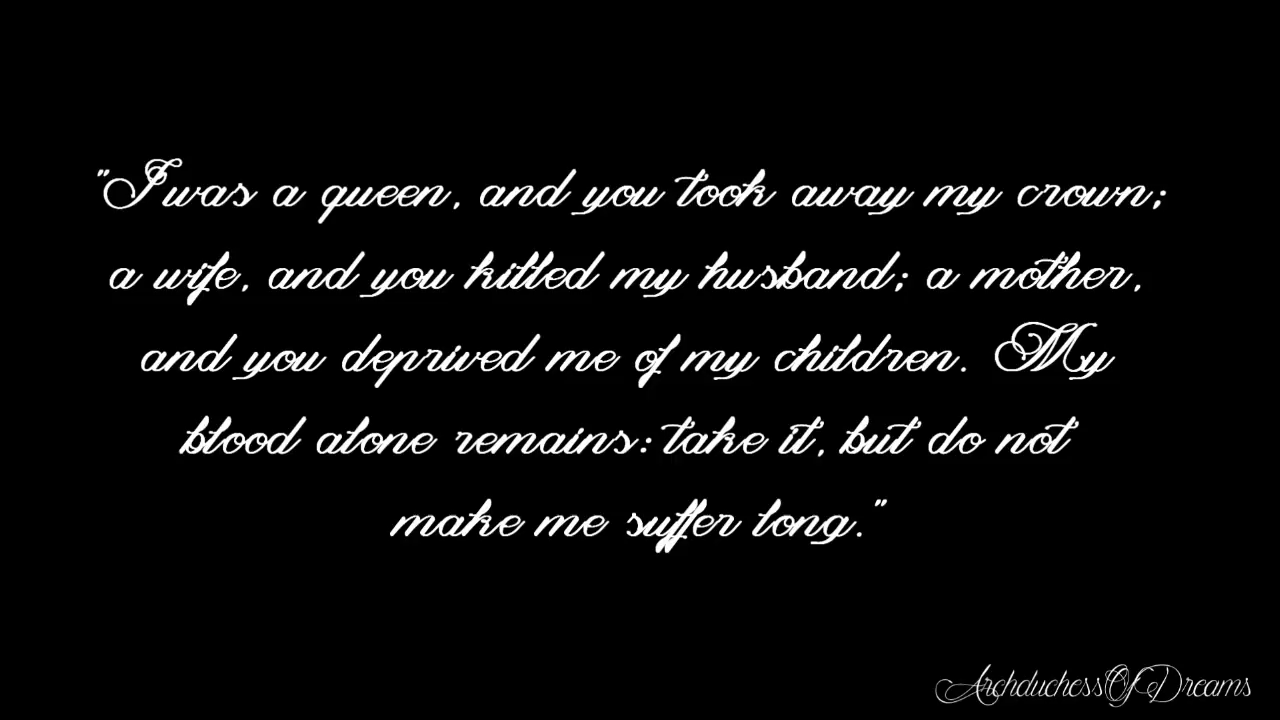 "I was a queen, and you took away my crown;
a wife, and you killed my husband; a mother,
and you deprived me of my children. My
blood alone remains: take it, but do not
make me suffer long."
ArchduchessOfDreams